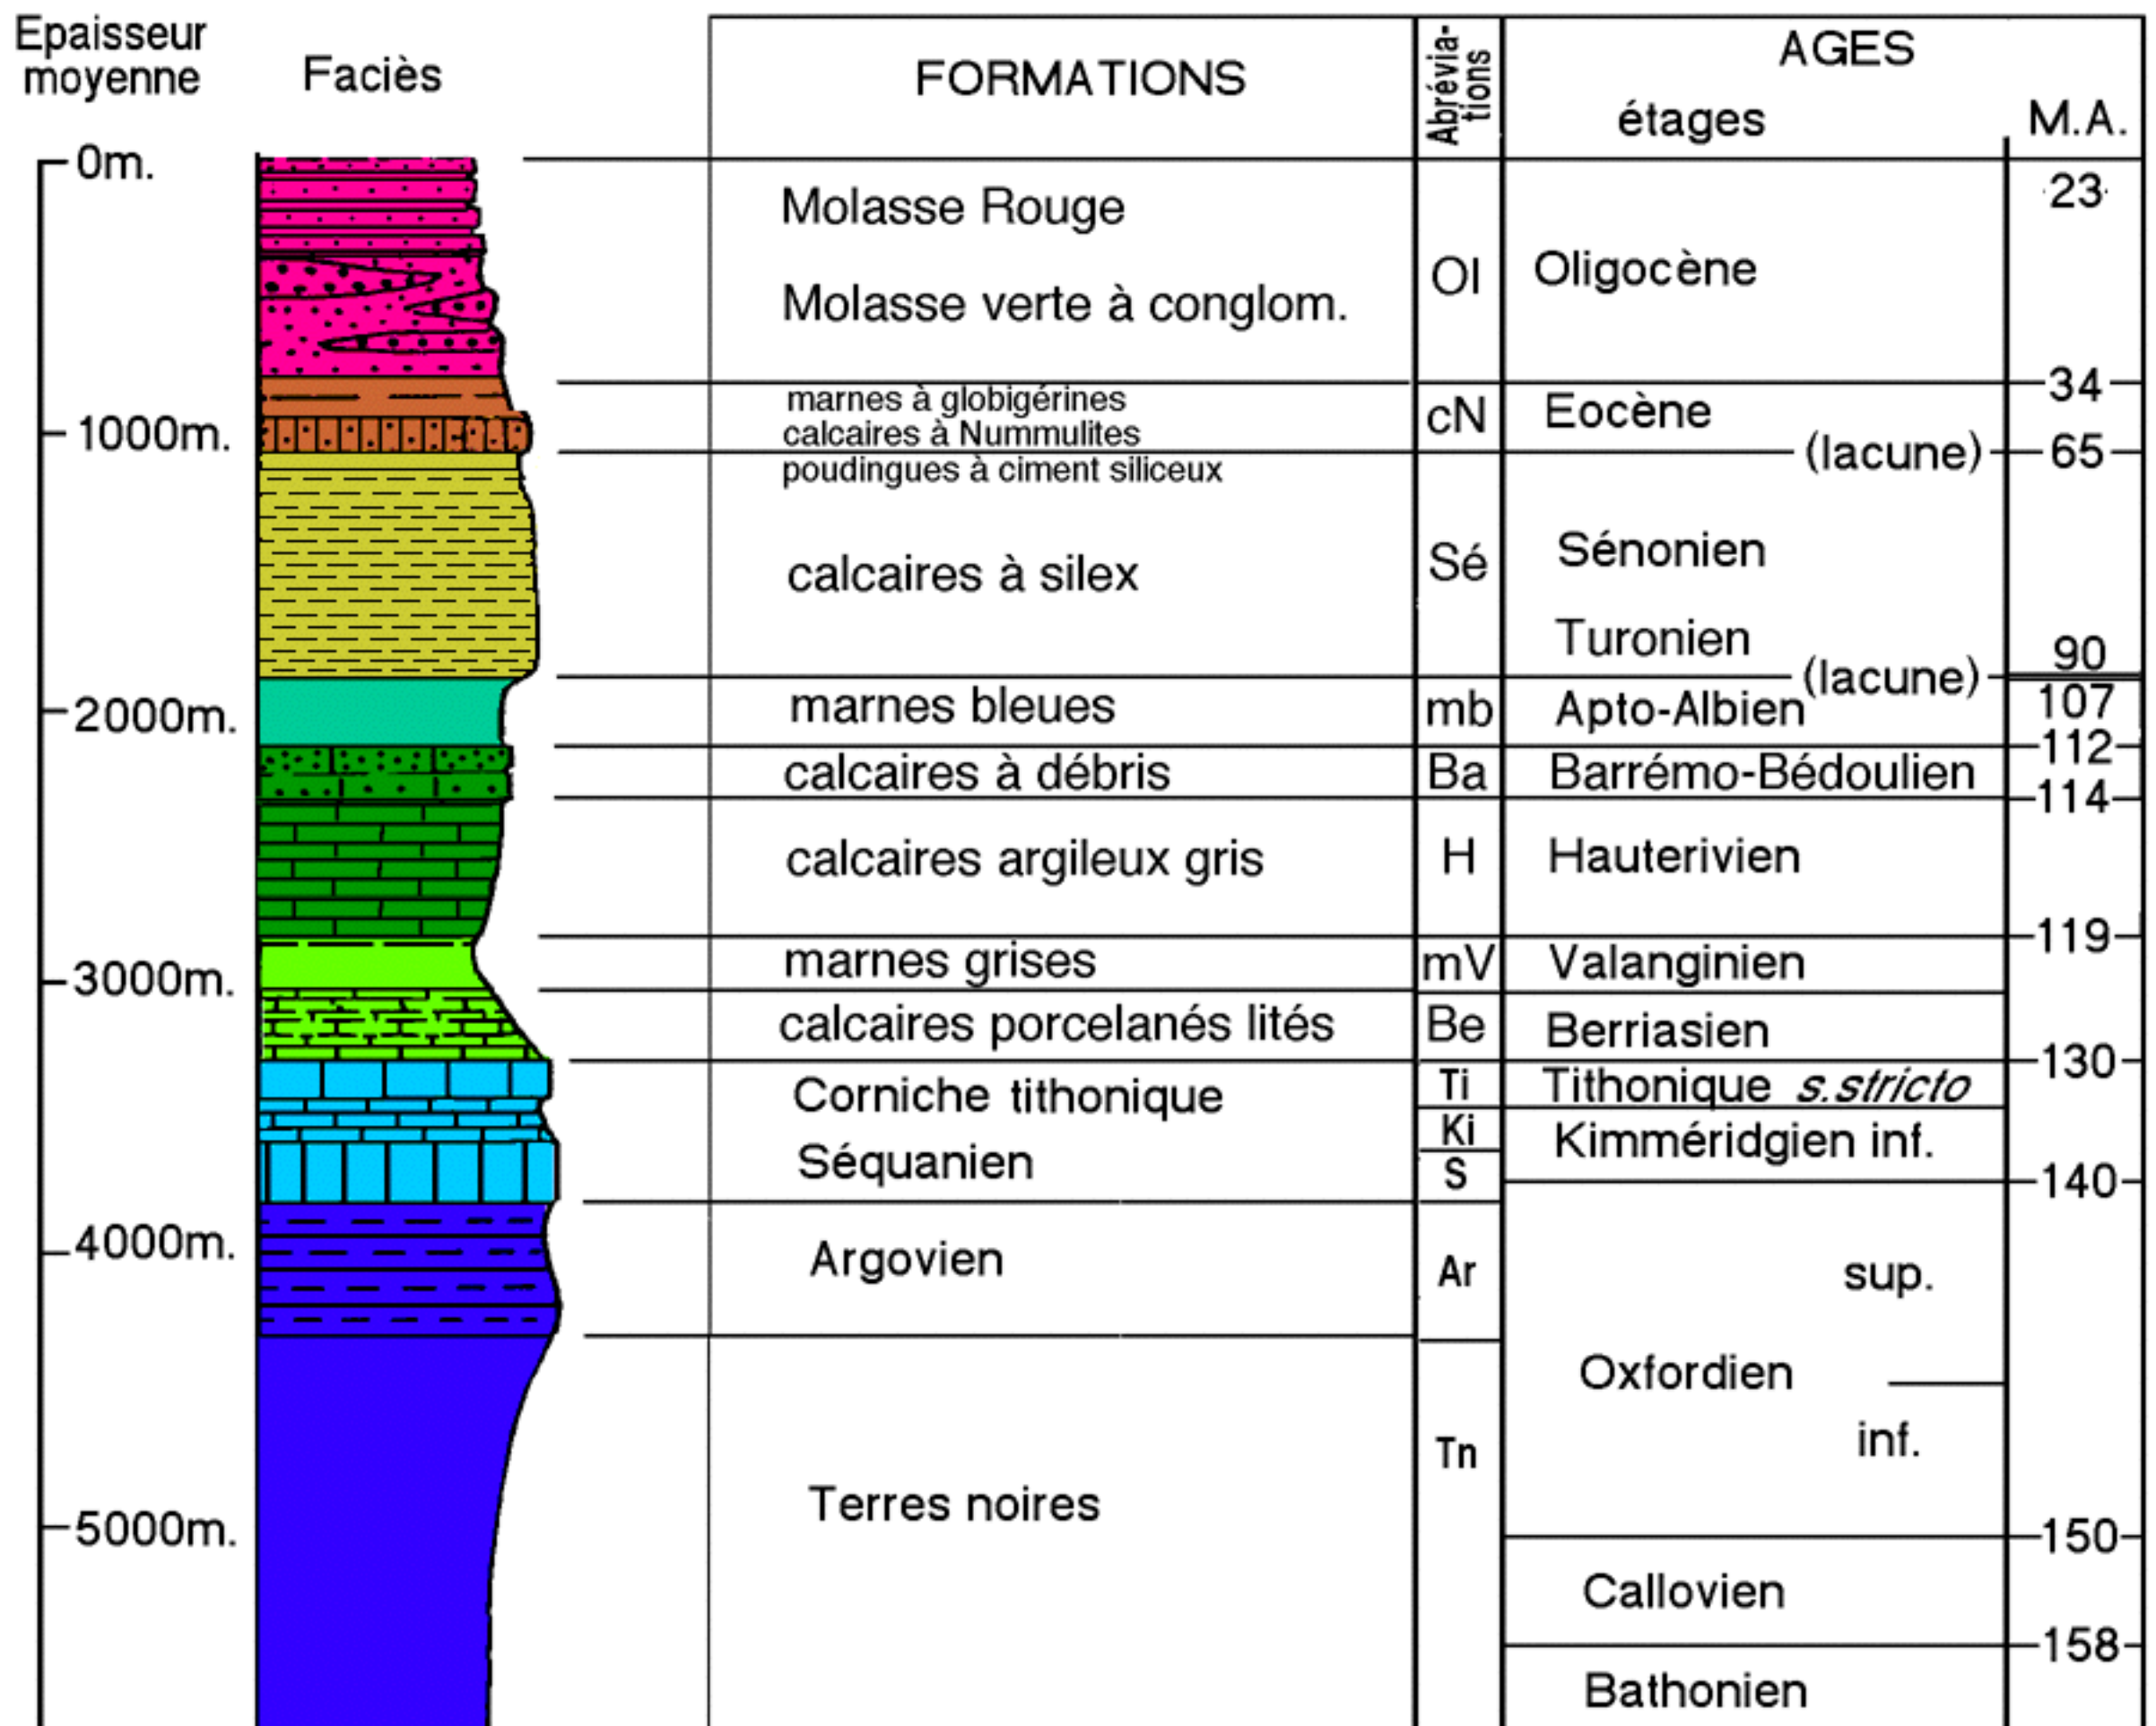 Epaisseur
moyenne
Faciès
FORMATIONS
Abrévia-
tions
AGES
étages
M.A.
0m.
Molasse Rouge
23
Molasse verte à conglom.
Ol
Oligocène
34
marnes à globigérines
cN
Eocène
1000m.
calcaires à Nummulites
(lacune)
65
poudingues à ciment siliceux
calcaires à silex
Sé
Sénonien
Turonien
90
(lacune)
2000m.
marnes bleues
mb
Apto-Albien
107
112
calcaires à débris
Ba
Barrémo-Bédoulien
114
calcaires argileux gris
H
Hauterivien
119
3000m.
marnes grises
mV
Valanginien
calcaires porcelanés lités
Be
Berriasien
130
Corniche tithonique
Ti
Tithonique s.stricto
Ki
Kimméridgien inf.
Séquanien
S
140
4000m.
Argovien
Ar
sup.
Oxfordien
inf.
Tn
Terres noires
5000m.
150
Callovien
158
Bathonien